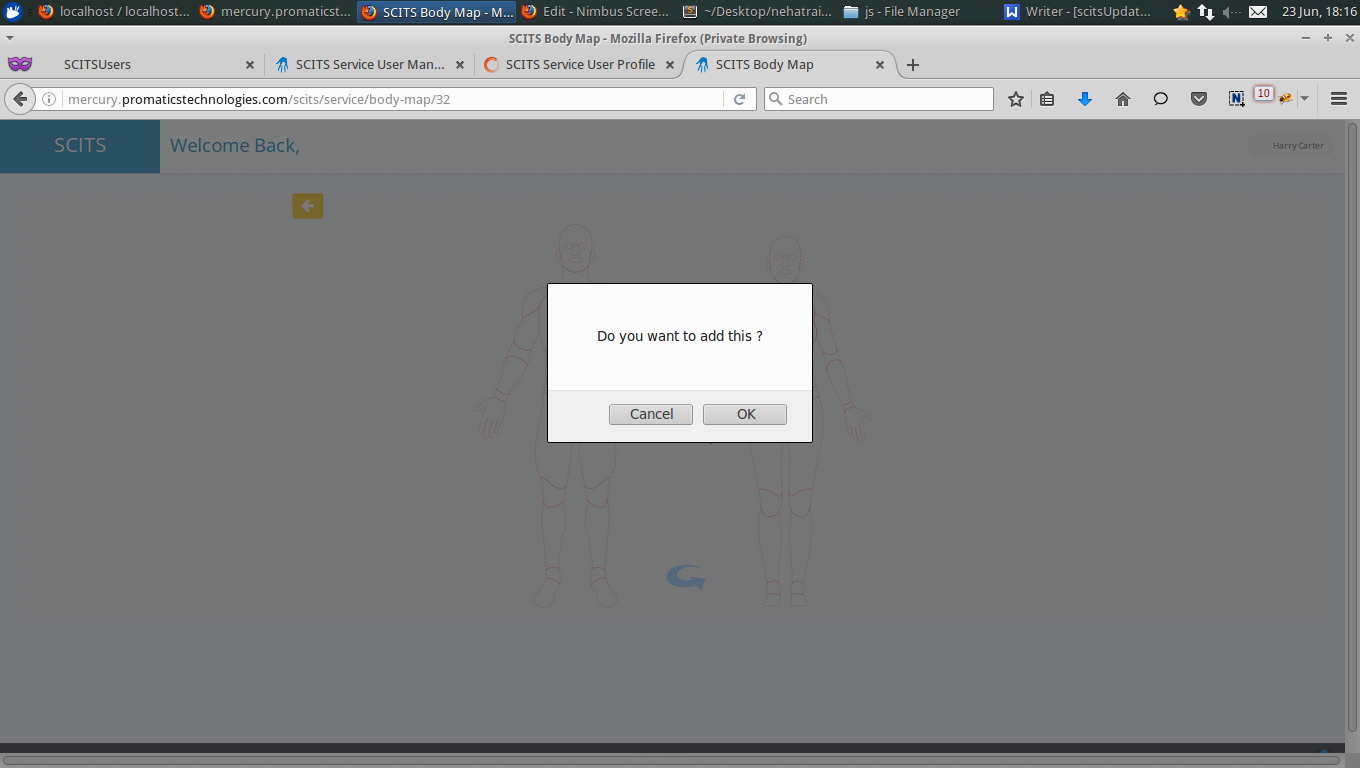 localhost / localhost...
mercury.promaticst...
SCITS Body Map - M...
Edit - Nimbus Scree...
~/Desktop/nehatrai...
js - File Manager
Writer - [scitsUpdat...
23 Jun, 18:16
SCITS Body Map - Mozilla Firefox (Private Browsing)
SCITSUsers
SCITS Service User Man...
SCITS Service User Profile
SCITS Body Map
mercury.promaticstechnologies.com/scits/service/body-map/32
Search
10
SCITS
Welcome Back,
Harry Carter
Do you want to add this ?
Cancel
OK